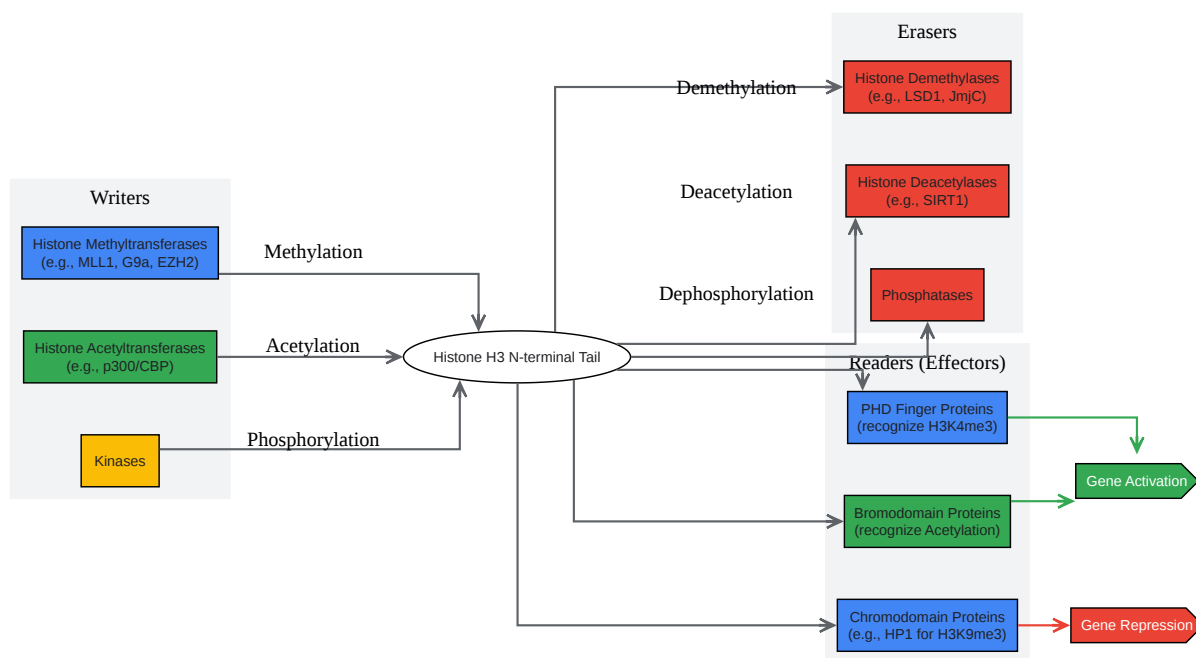 Writers
Histone Methyltransferases
(e.g., MLL1, G9a, EZH2)
Histone Acetyltransferases
(e.g., p300/CBP)
Kinases
Methylation
Acetylation
Phosphorylation
Histone H3 N-terminal Tail
Demethylation
Deacetylation
Dephosphorylation
Erasers
Histone Demethylases
(e.g., LSD1, JmjC)
Histone Deacetylases
(e.g., SIRT1)
Phosphatases
Readers (Effectors)
PHD Finger Proteins
(recognize H3K4me3)
Bromodomain Proteins
(recognize Acetylation)
Chromodomain Proteins
(e.g., HP1 for H3K9me3)
Gene Activation
Gene Repression